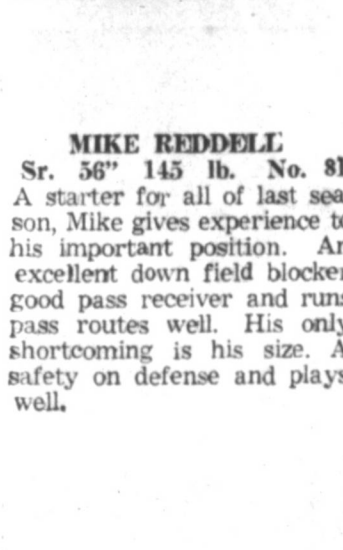 MIKE REDDELL
Sr. 56” 145 lb. No. 81
A starter for all of last sea
son, Mike gives experience to
his important position. An
excellent down field blocker
good pass receiver and runs
pass routes well. His only
shortcoming is his size. A
safety on defense and plays
well.